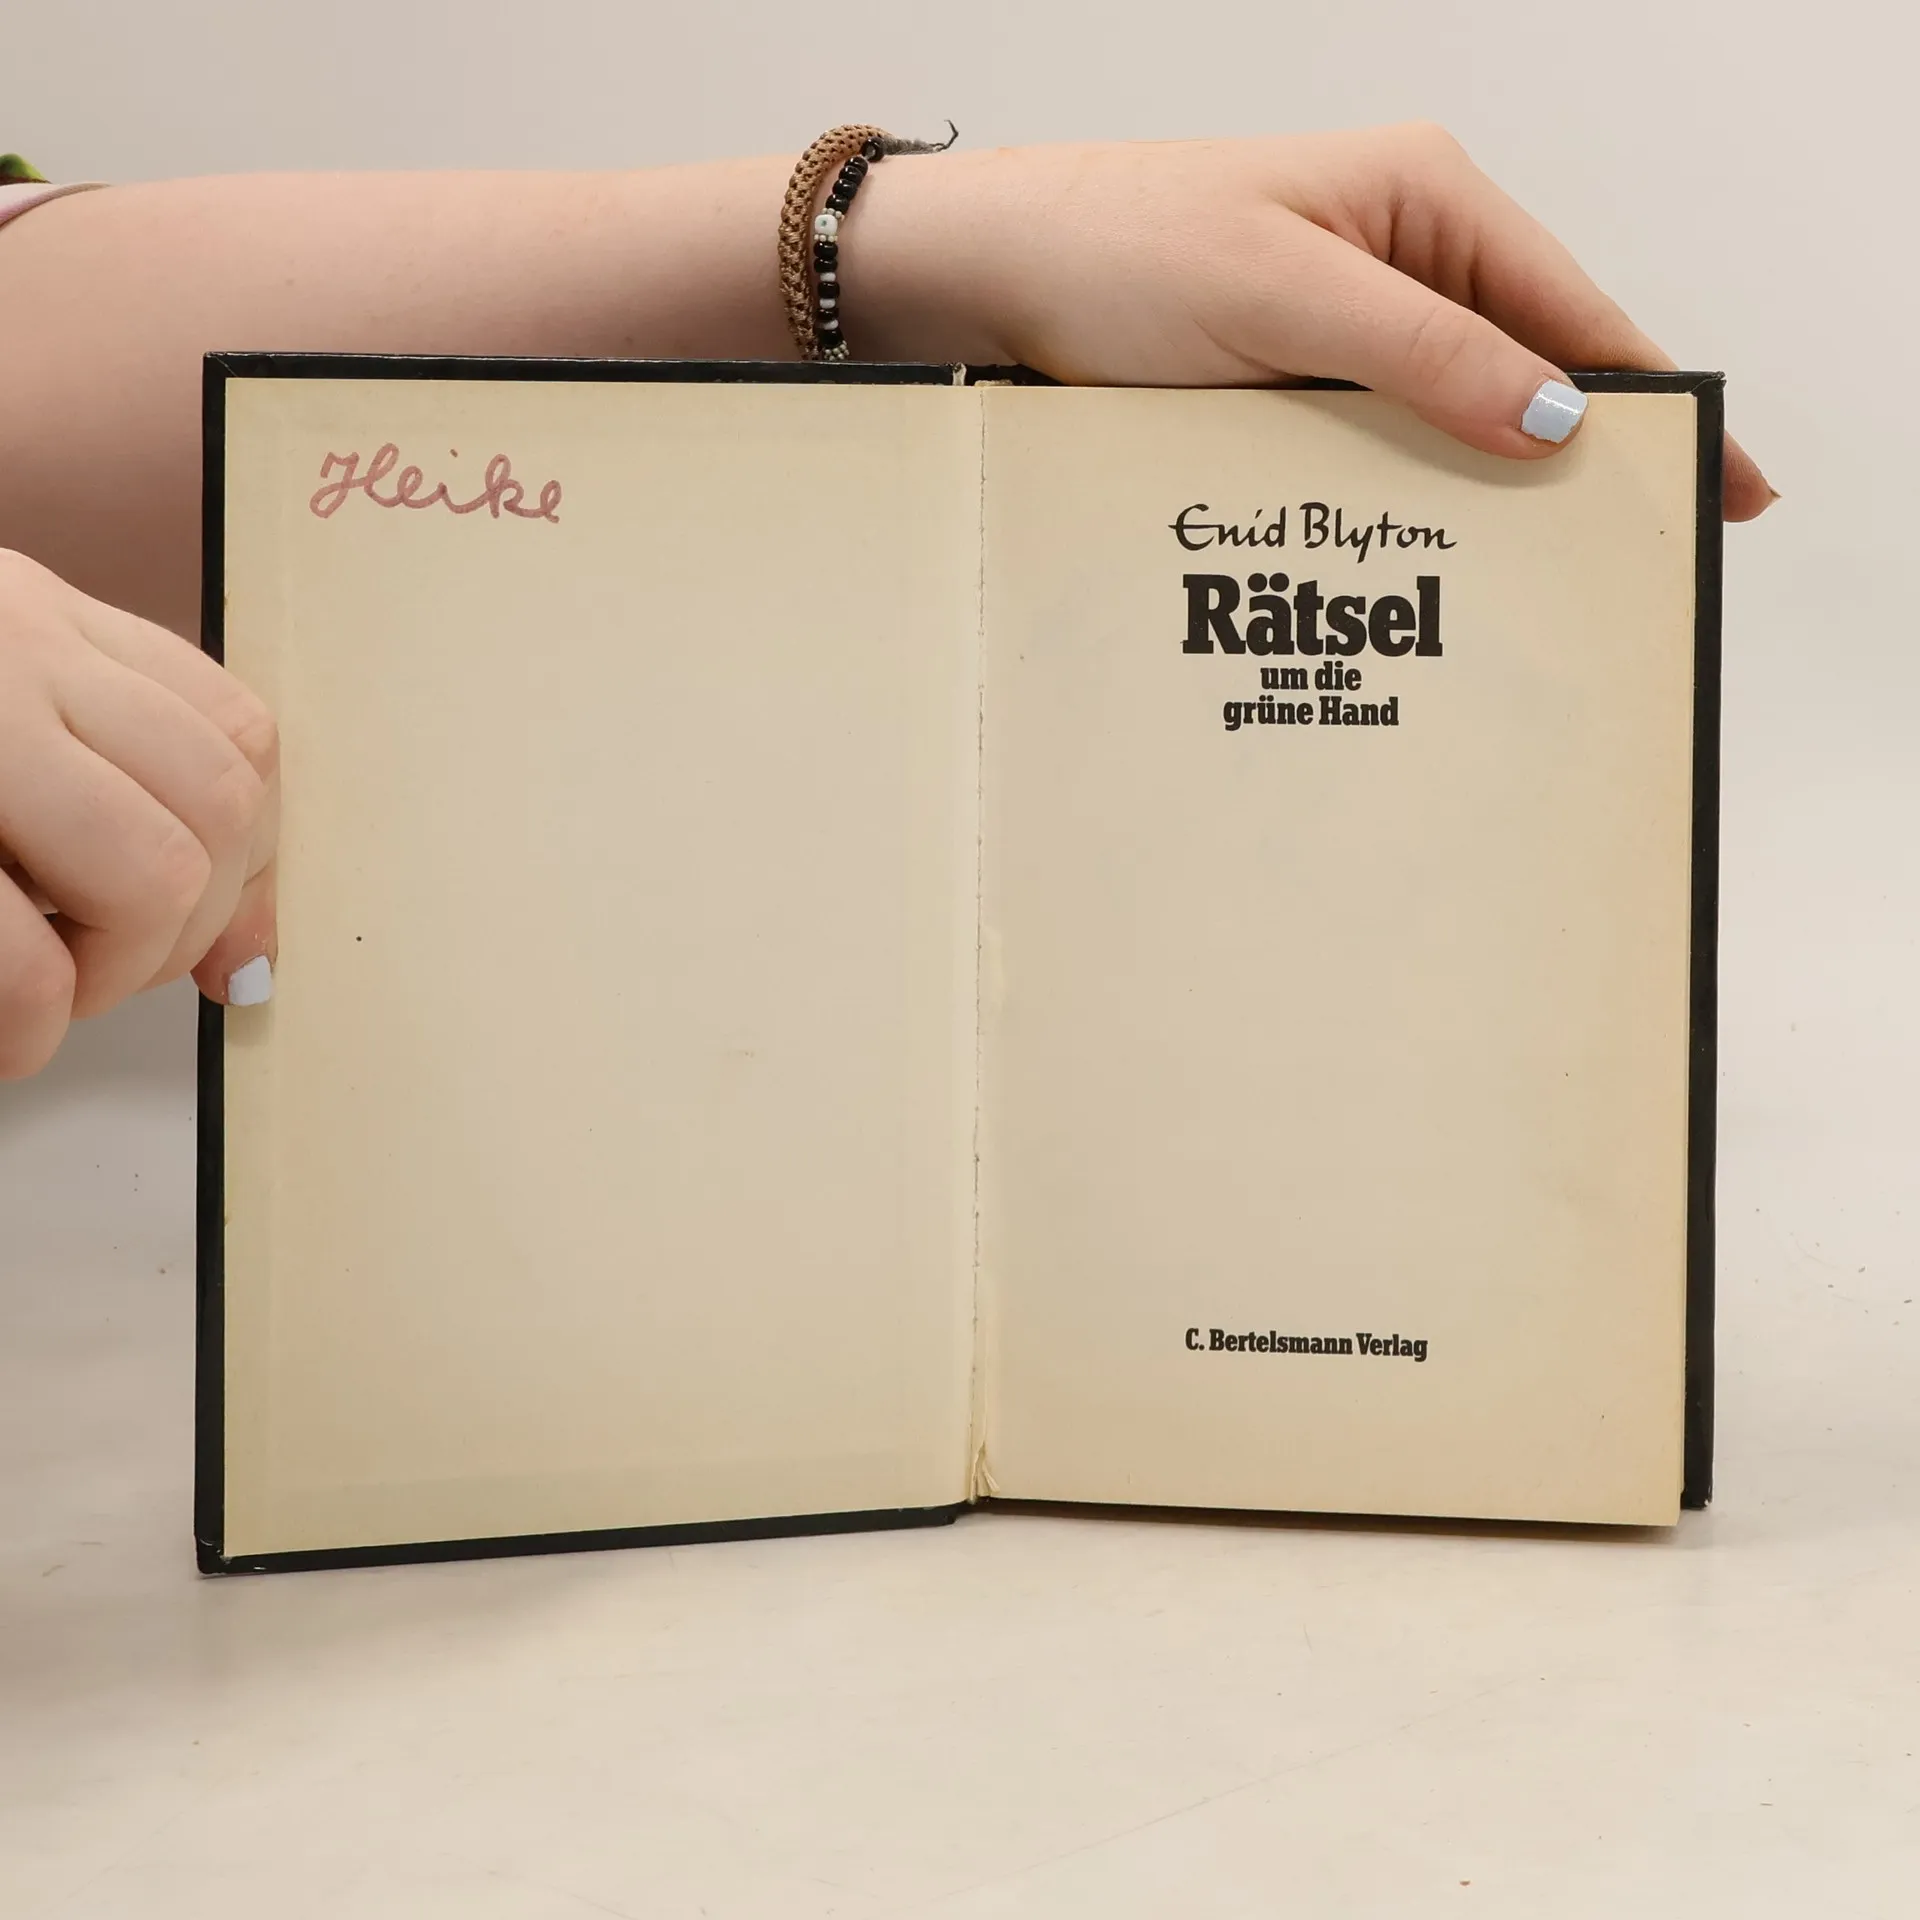 Heike
Enid Blyton
Rätsel
um die
grüne Hand
C. Bertelsmann Verlag